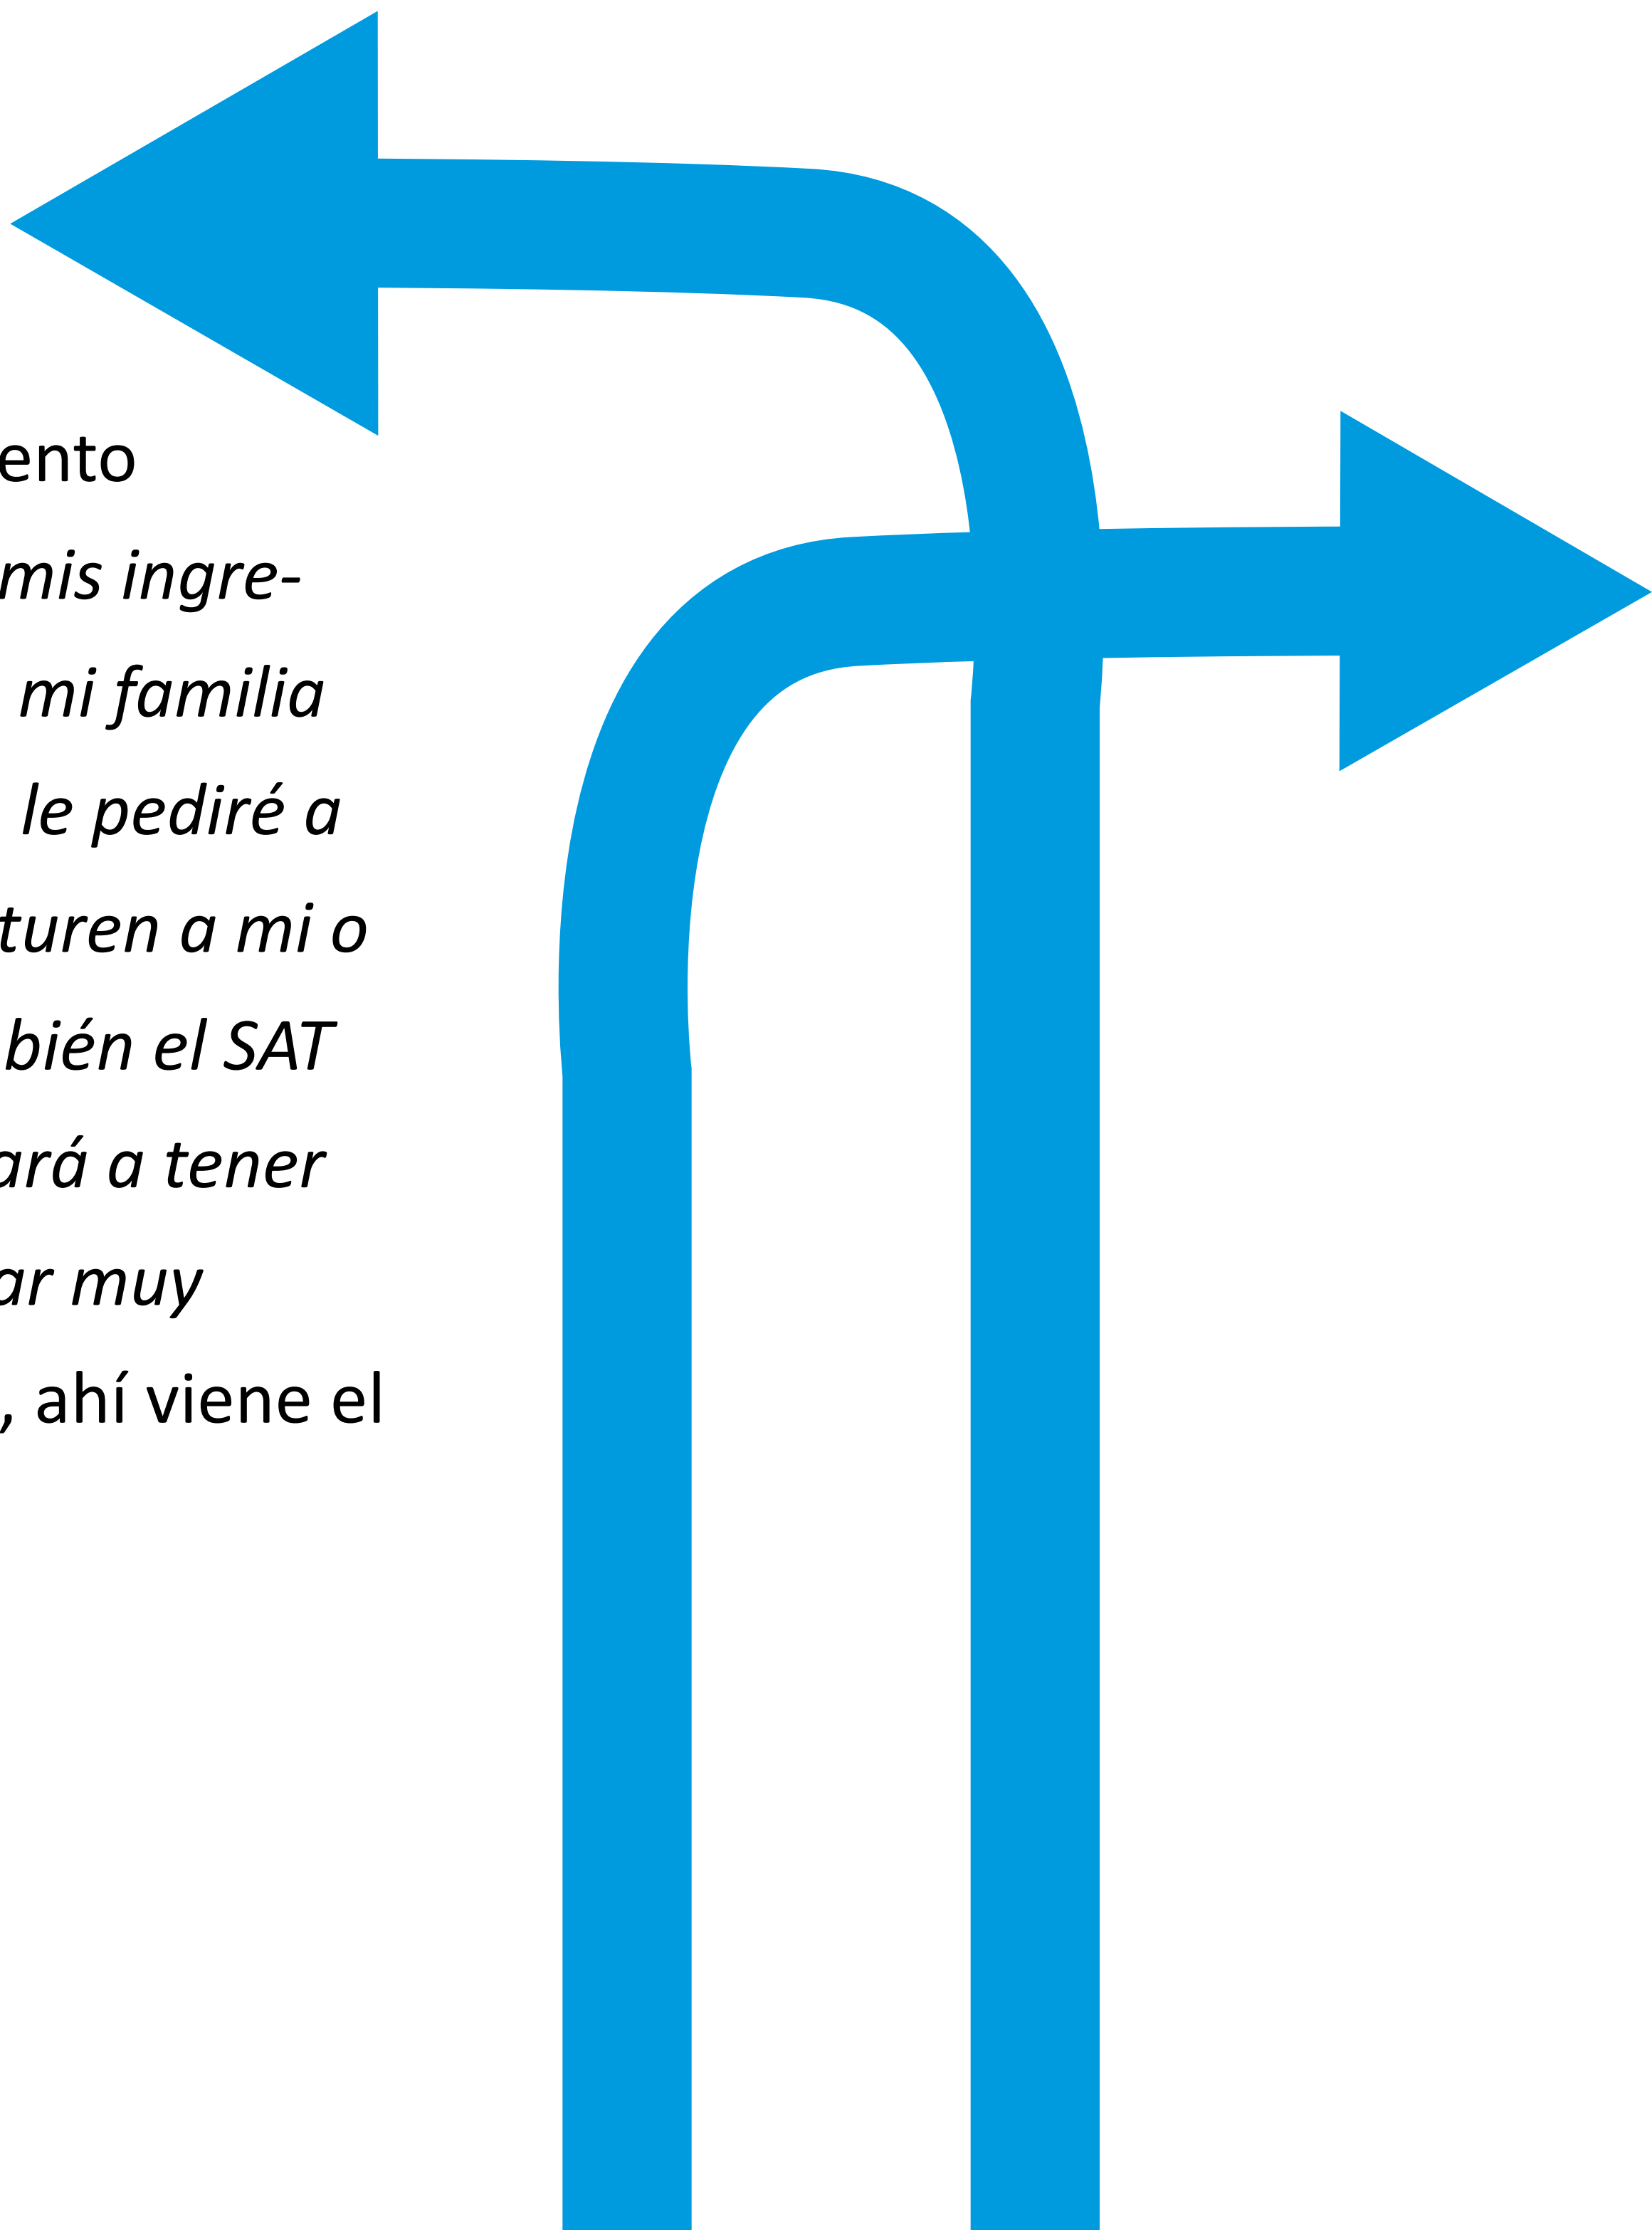 ento
mis ingre-
mi familia
le pediré a
turen a mi o
bién el SAT
ará a tener
ar muy
, ahí viene el